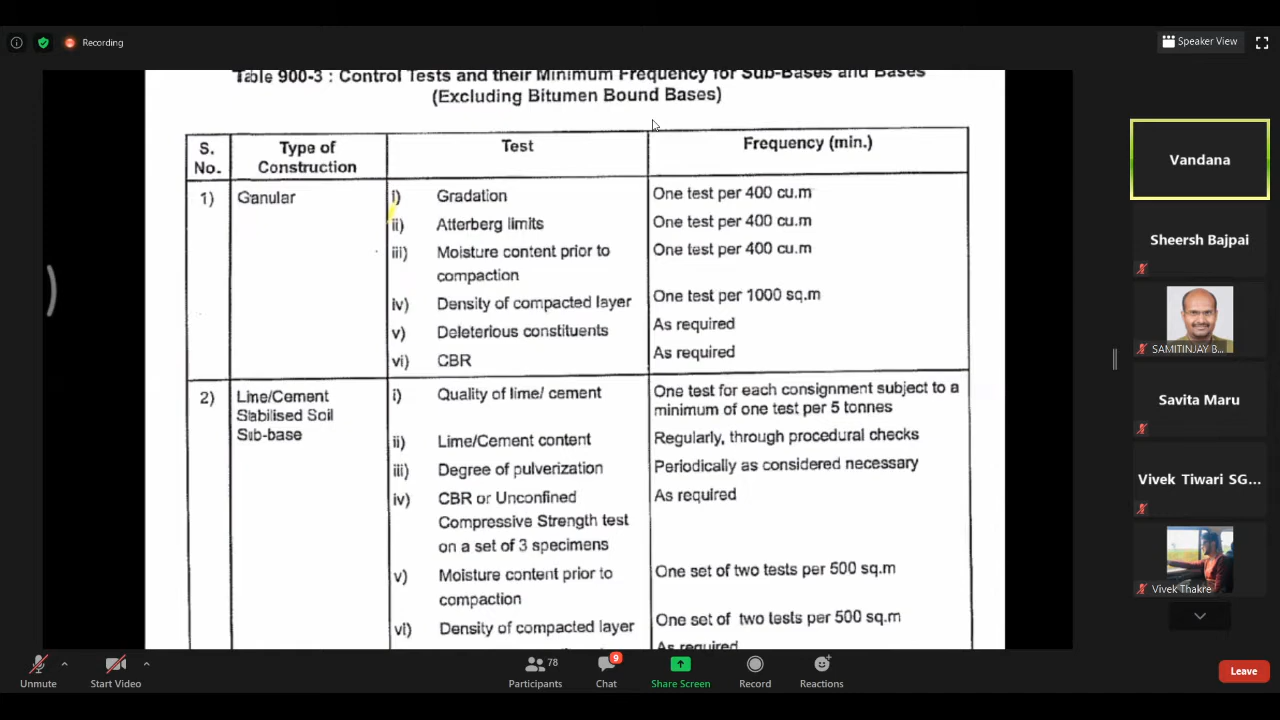 Recording
Speaker View
Table 900-3 : Control Tests and their Minimum Frequency for Sub-Bases and Bases
(Excluding Bitumen Bound Bases)
S. No.
Type of Construction
Test
Frequency (min.)
1)
Ganular
i) Gradation
One test per 400 cu.m
ii) Atterberg limits
One test per 400 cu.m
iii) Moisture content prior to
compaction
One test per 400 cu.m
iv) Density of compacted layer
One test per 1000 sq.m
v) Deleterious constituents
As required
vi) CBR
As required
2)
Lime/Cement
Stabilised Soil
Sub-base
i) Quality of lime/ cement
One test for each consignment subject to a
minimum of one test per 5 tonnes
ii) Lime/Cement content
Regularly, through procedural checks
iii) Degree of pulverization
Periodically as considered necessary
iv) CBR or Unconfined
Compressive Strength test
on a set of 3 specimens
As required
v) Moisture content prior to
compaction
One set of two tests per 500 sq.m
vi) Density of compacted layer
One set of two tests per 500 sq.m
As required
Vandana
Sheersh Bajpai
SAMITINJAY B...
Savita Maru
Vivek Tiwari SG...
Vivek Thakre
Unmute
Start Video
78
Participants
9
Chat
Share Screen
Record
Reactions
Leave